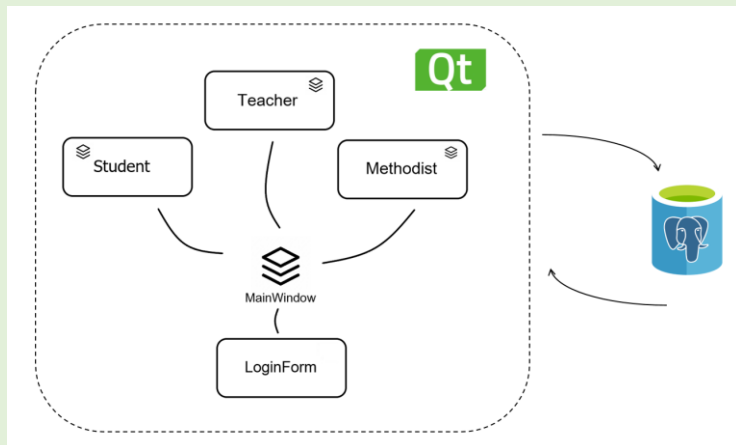 Qt
Teacher
Student
Methodist
MainWindow
LoginForm